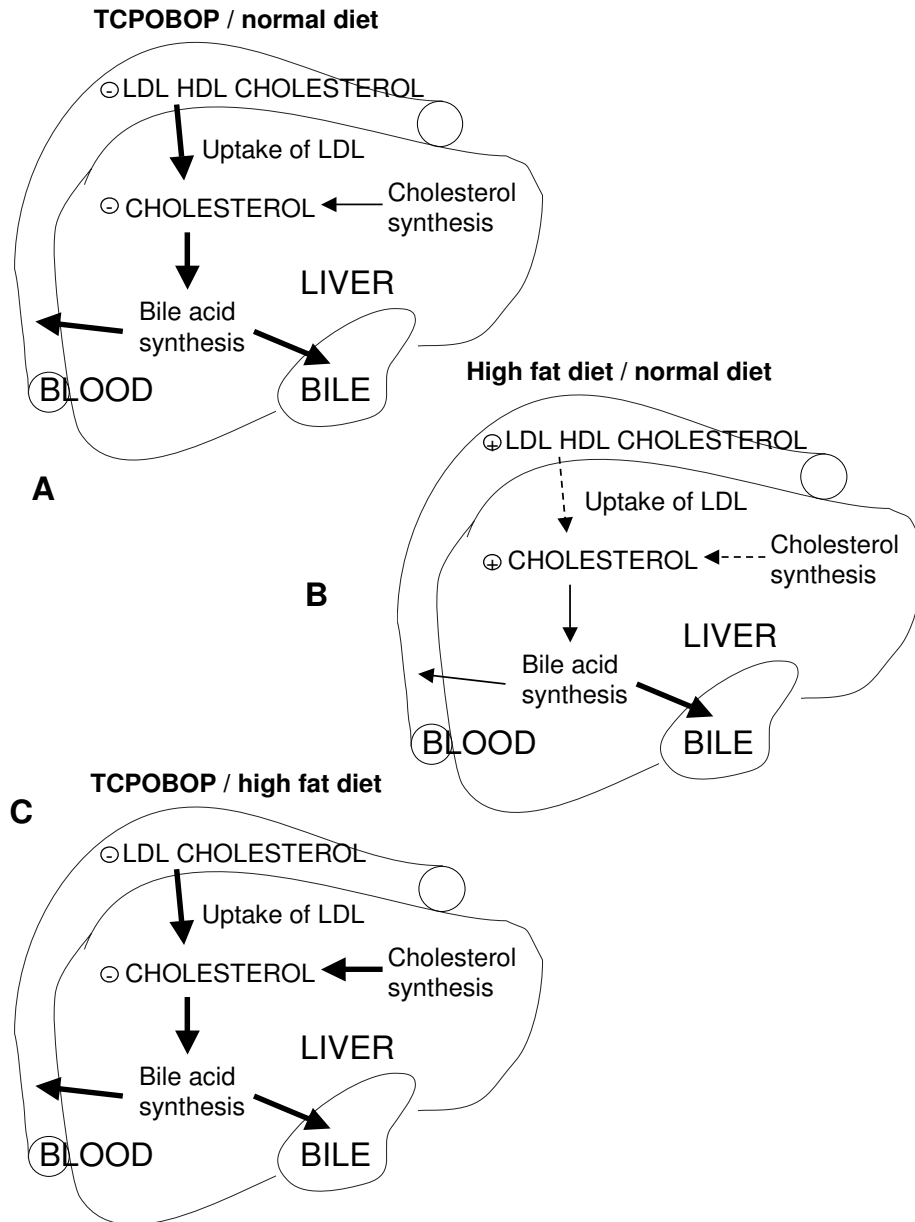 TCPOBOP / normal diet
- LDL HDL CHOLESTEROL
Uptake of LDL
- CHOLESTEROL
Cholesterol
synthesis
LIVER
Bile acid
synthesis
BLOOD
BILE
A
High fat diet / normal diet
+ LDL HDL CHOLESTEROL
Uptake of LDL
+ CHOLESTEROL
Cholesterol
synthesis
B
LIVER
Bile acid
synthesis
BLOOD
BILE
TCPOBOP / high fat diet
C
- LDL CHOLESTEROL
Uptake of LDL
- CHOLESTEROL
Cholesterol
synthesis
LIVER
Bile acid
synthesis
BLOOD
BILE